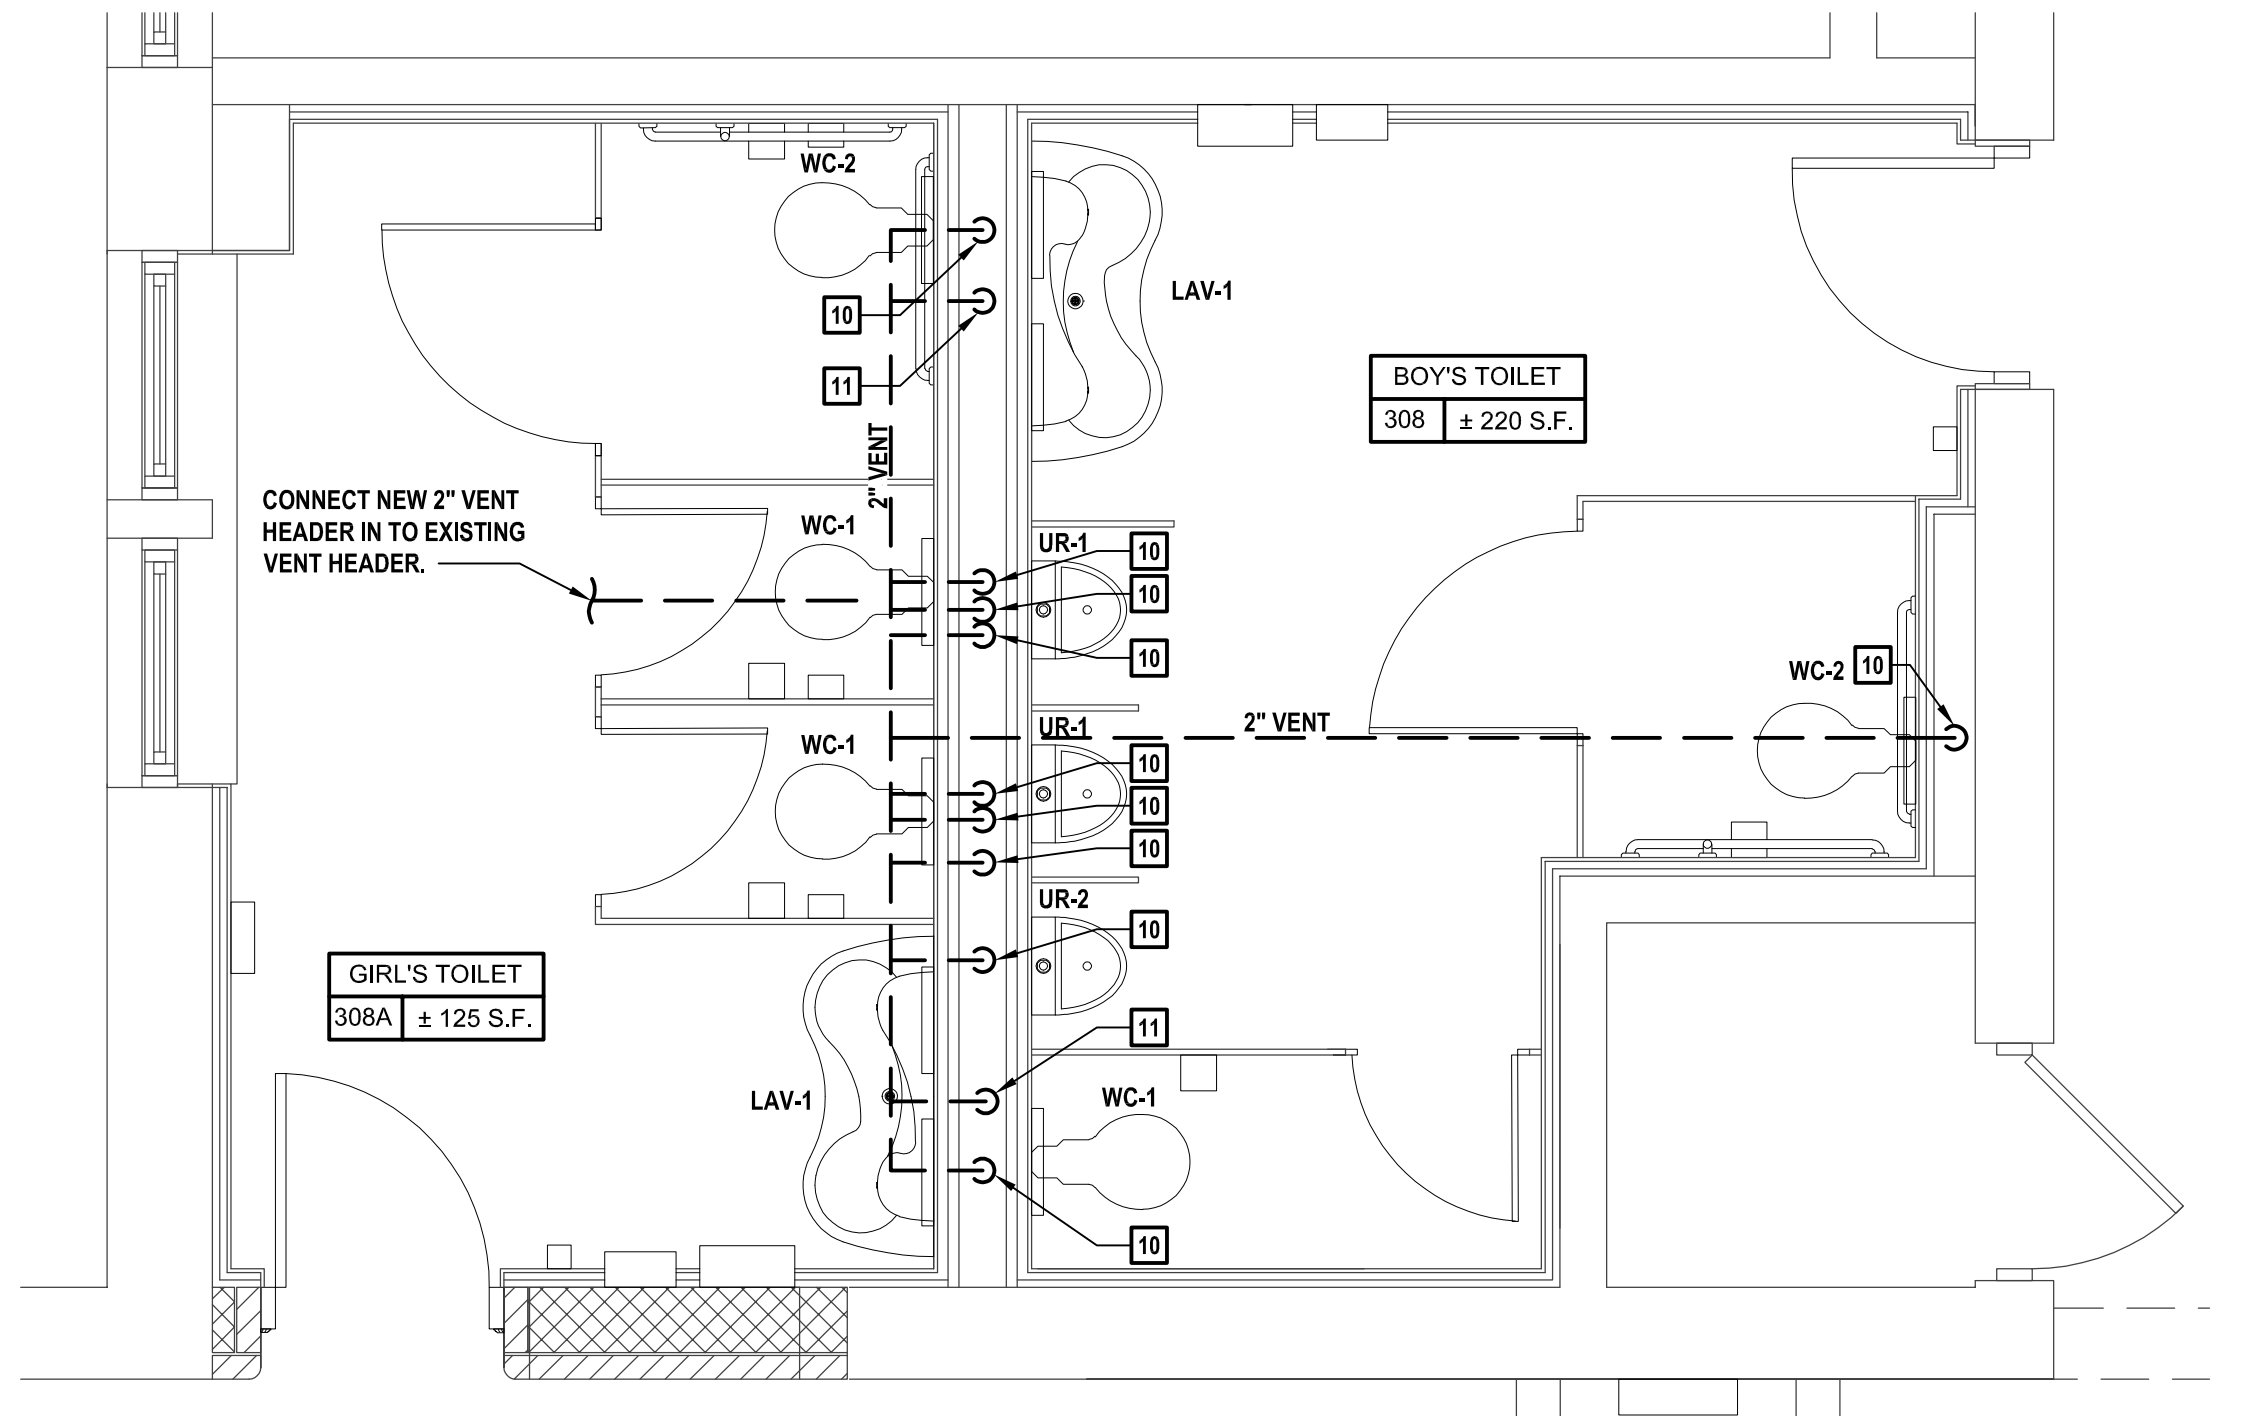 WC-2
10
11
LAV-1
BOY'S TOILET
308
± 220 S.F.
2" VENT
CONNECT NEW 2" VENT
HEADER IN TO EXISTING
VENT HEADER.
WC-1
UR-1
10
10
10
WC-2
10
2" VENT
WC-1
UR-1
10
10
10
UR-2
10
GIRL'S TOILET
308A
± 125 S.F.
11
LAV-1
WC-1
10